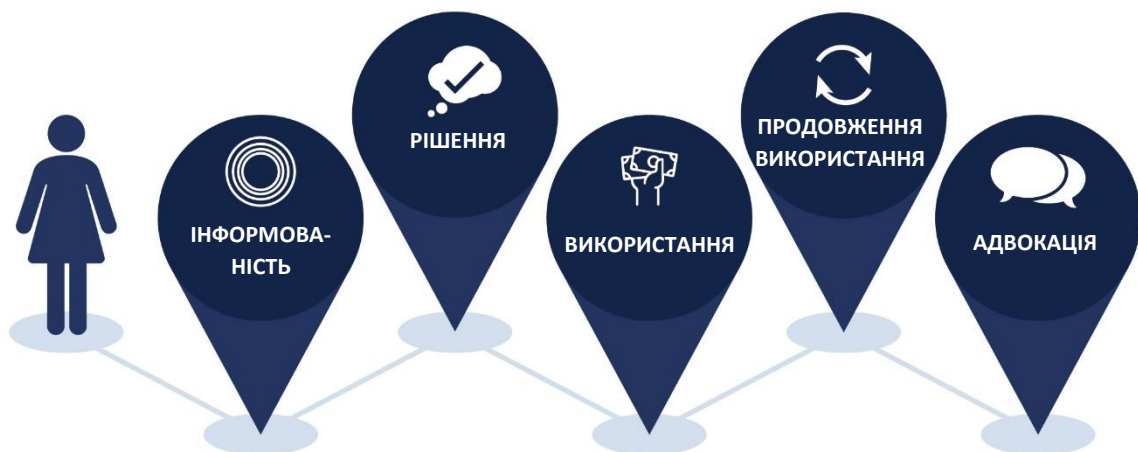 ІНФОРМОВА-
НІСТЬ
РІШЕННЯ
ВИКОРИСТАННЯ
ПРОДОВЖЕННЯ
ВИКОРИСТАННЯ
АДВОКАЦІЯ